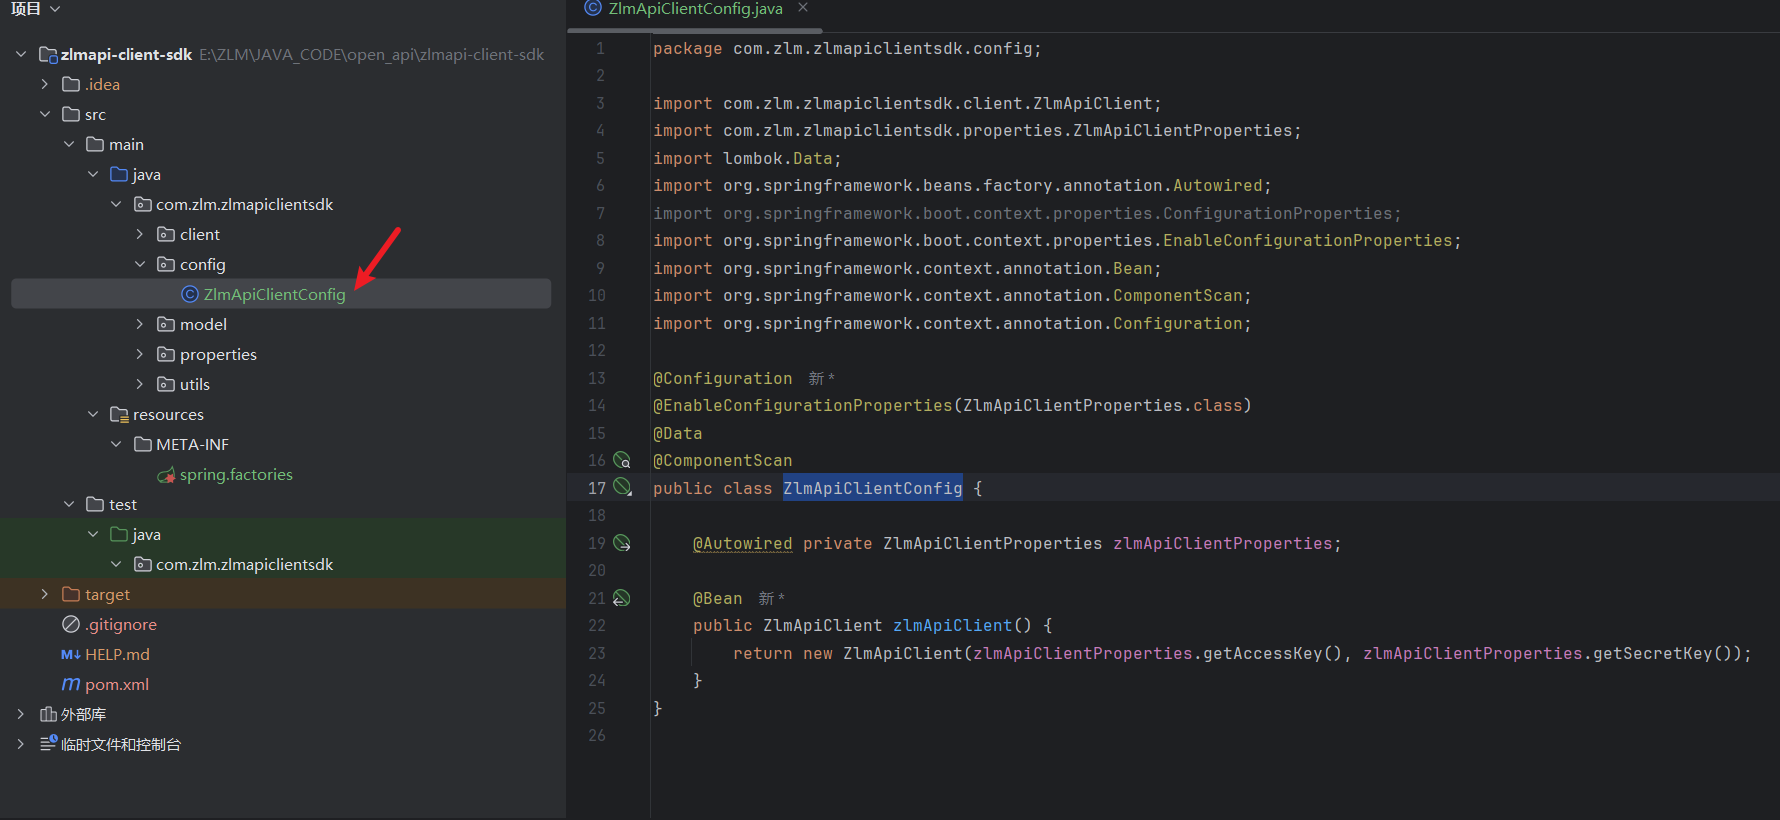 项目
zlmapi-client-sdk E:\ZLM\JAVA_CODE\open_api\zlmapi-client-sdk
.idea
src
main
java
com.zlm.zlmapiclientsdk
client
config
ZlmApiClientConfig
model
properties
utils
resources
META-INF
spring.factories
test
java
com.zlm.zlmapiclientsdk
target
.gitignore
M↓ HELP.md
m pom.xml
外部库
临时文件和控制台
ZlmApiClientConfig.java
1 package com.zlm.zlmapiclientsdk.config;
2
3 import com.zlm.zlmapiclientsdk.client.ZlmApiClient;
4 import com.zlm.zlmapiclientsdk.properties.ZlmApiClientProperties;
5 import lombok.Data;
6 import org.springframework.beans.factory.annotation.Autowired;
7 import org.springframework.boot.context.properties.ConfigurationProperties;
8 import org.springframework.boot.context.properties.EnableConfigurationProperties;
9 import org.springframework.context.annotation.Bean;
10 import org.springframework.context.annotation.ComponentScan;
11 import org.springframework.context.annotation.Configuration;
12
13 @Configuration 新 *
14 @EnableConfigurationProperties(ZlmApiClientProperties.class)
15 @Data
16 @ComponentScan
17 public class ZlmApiClientConfig {
18
19 @Autowired private ZlmApiClientProperties zlmApiClientProperties;
20
21 @Bean 新 *
22 public ZlmApiClient zlmApiClient() {
23 return new ZlmApiClient(zlmApiClientProperties.getAccessKey(), zlmApiClientProperties.getSecretKey());
24 }
25 }
26